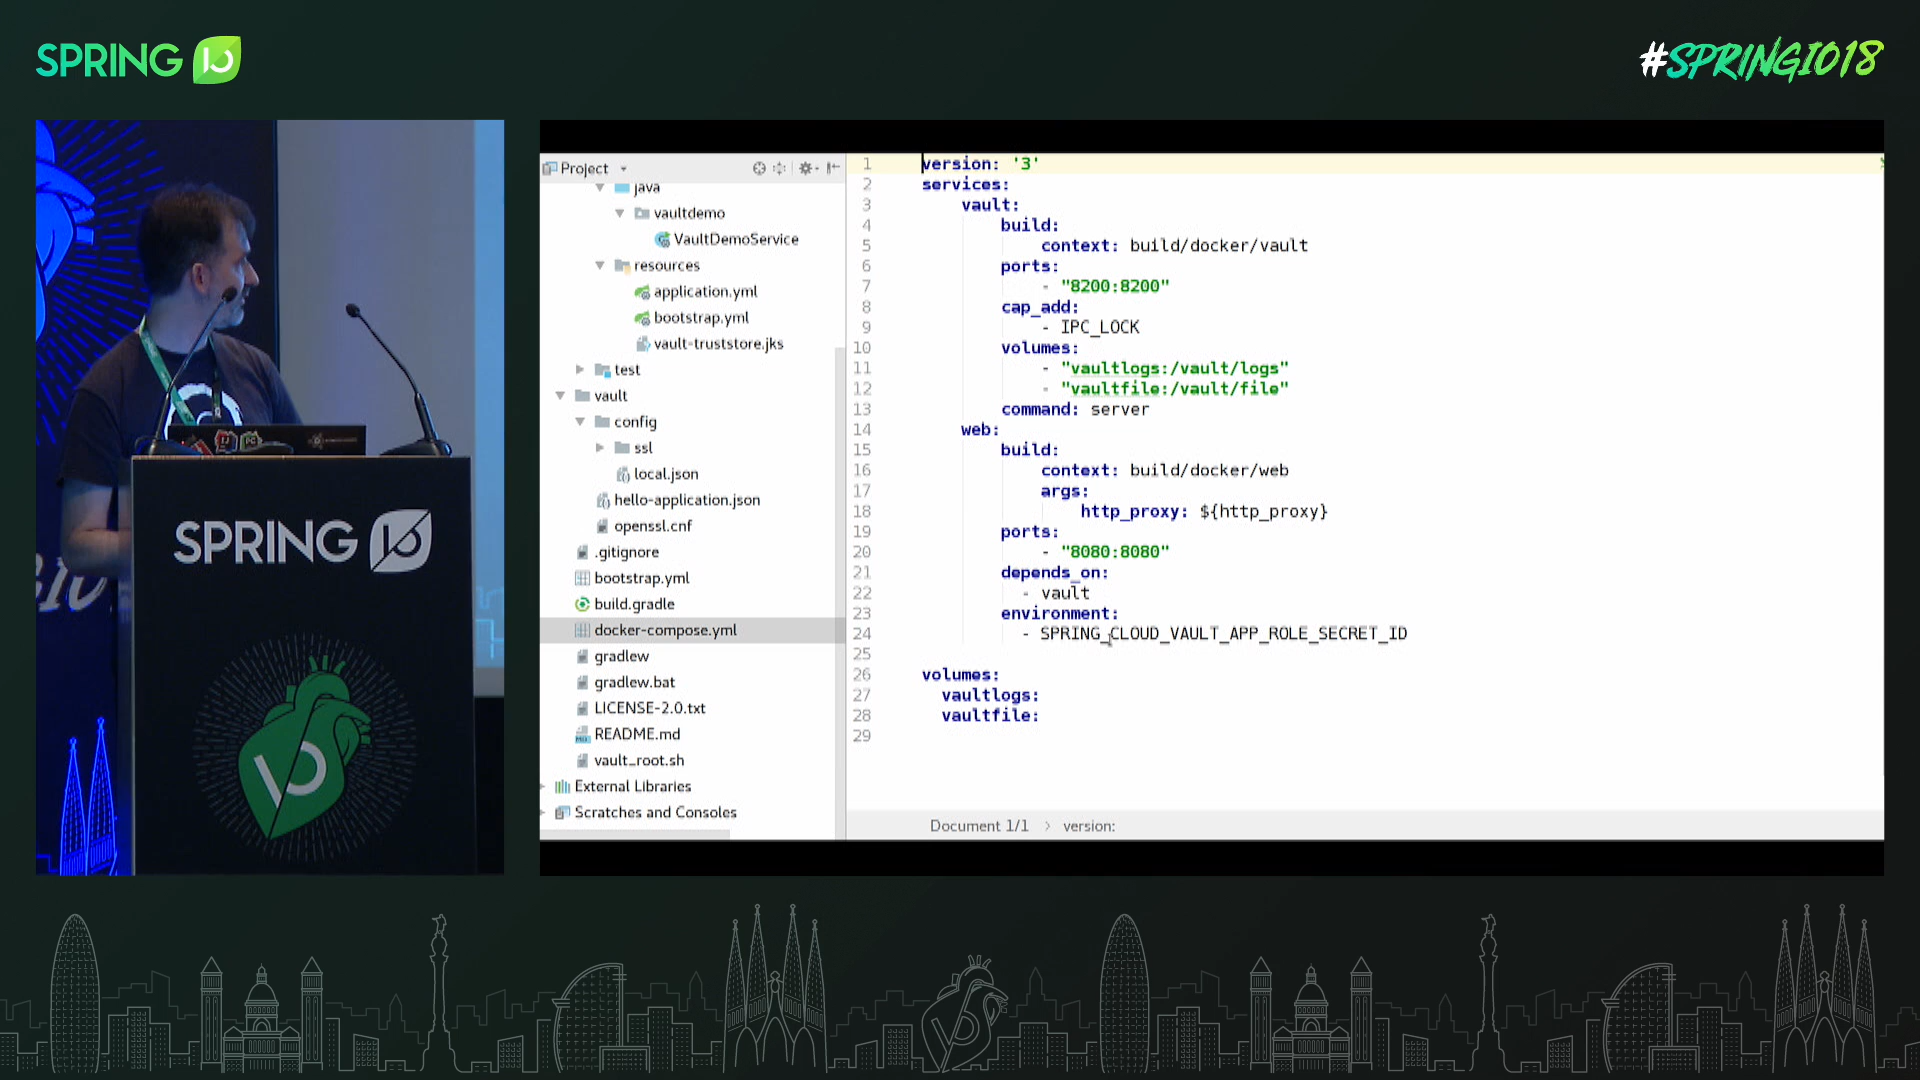 SPRING IO
#SPRINGIO18
SPRING IO
Project
java
vaultdemo
VaultDemoService
resources
application.yml
bootstrap.yml
vault-truststore.jks
test
vault
config
ssl
local.json
hello-application.json
openssl.cnf
.gitignore
bootstrap.yml
build.gradle
docker-compose.yml
gradlew
gradlew.bat
LICENSE-2.0.txt
README.md
vault_root.sh
External Libraries
Scratches and Consoles
1 version: '3'
2 services:
3 vault:
4 build:
5 context: build/docker/vault
6 ports:
7 - "8200:8200"
8 cap_add:
9 - IPC_LOCK
10 volumes:
11 - "vaultlogs:/vault/logs"
12 - "vaultfile:/vault/file"
13 command: server
14 web:
15 build:
16 context: build/docker/web
17 args:
18 http_proxy: ${http_proxy}
19 ports:
20 - "8080:8080"
21 depends_on:
22 - vault
23 environment:
24 - SPRING_CLOUD_VAULT_APP_ROLE_SECRET_ID
25
26 volumes:
27 vaultlogs:
28 vaultfile:
29
Document 1/1 > version: